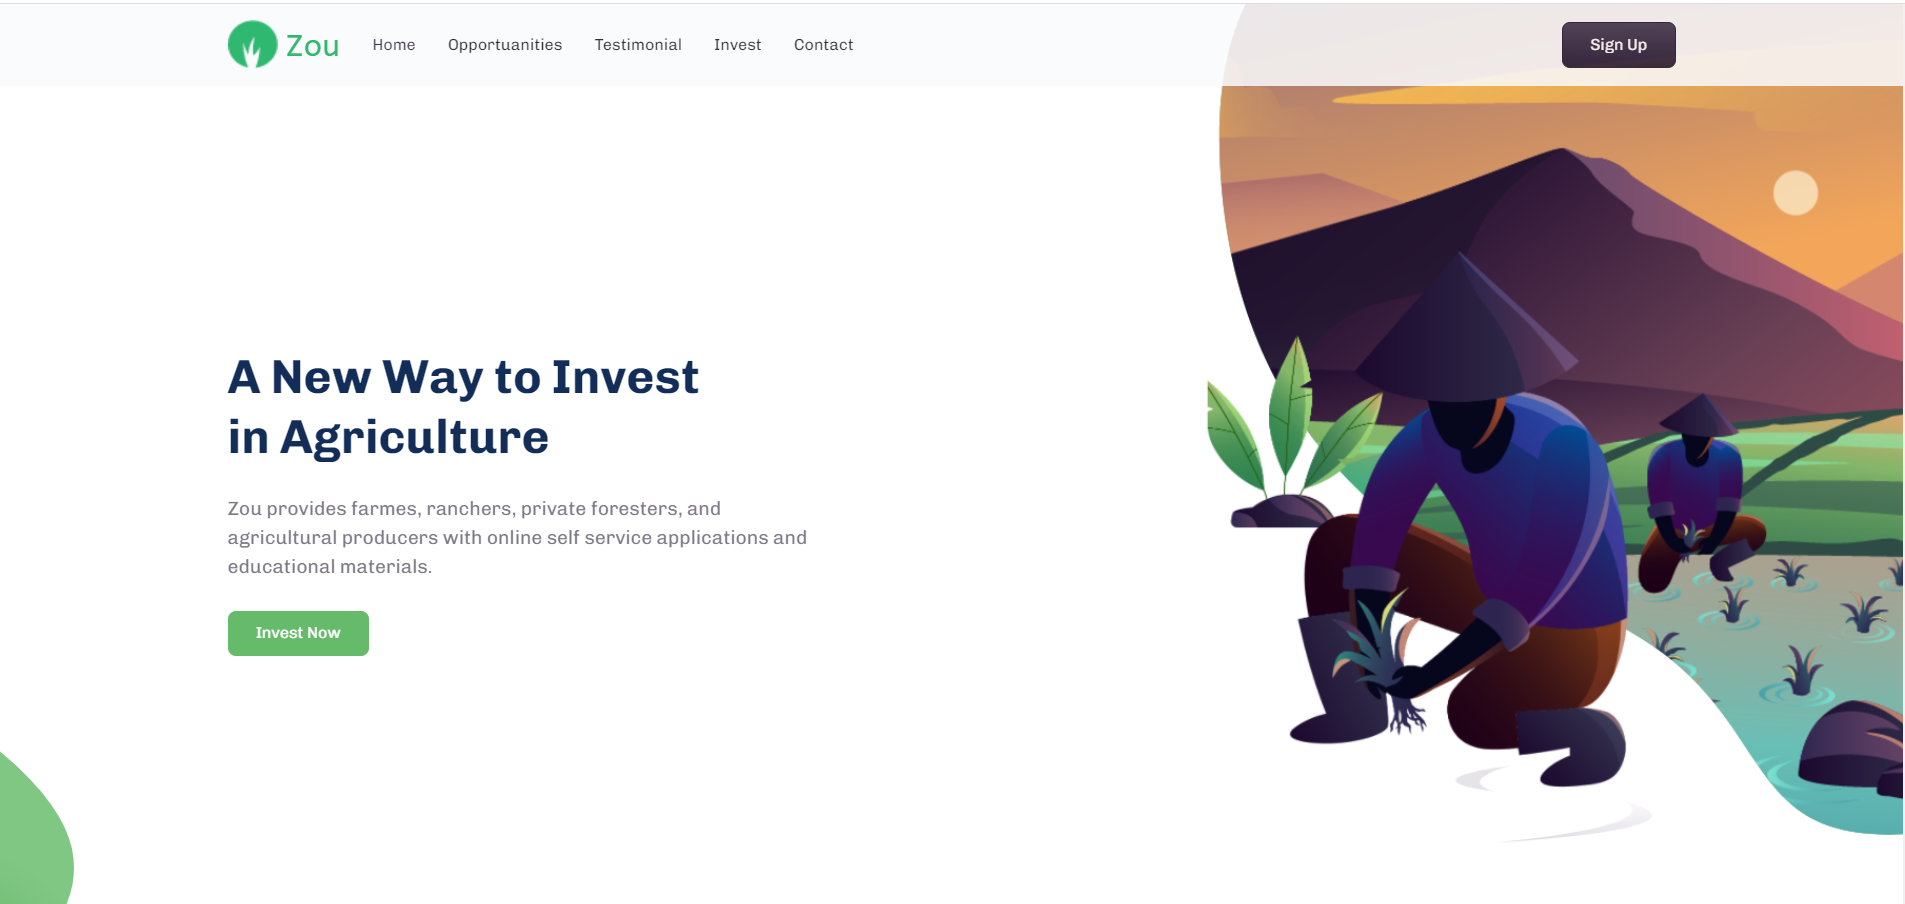 Zou
Home
Opportuanities
Testimonial
Invest
Contact
Sign Up
A New Way to Invest
in Agriculture
Zou provides farmes, ranchers, private foresters, and
agricultural producers with online self service applications and
educational materials.
Invest Now